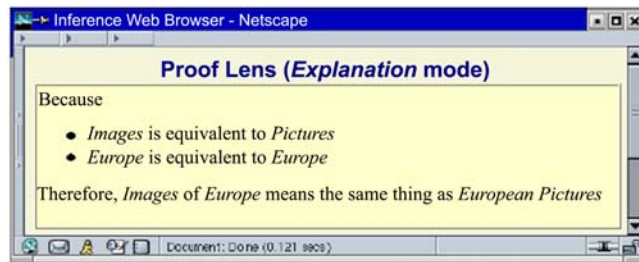 Inference Web Browser - Netscape
Proof Lens (Explanation mode)
Because
• Images is equivalent to Pictures
• Europe is equivalent to Europe
Therefore, Images of Europe means the same thing as European Pictures
Document: Done (0.121 secs)